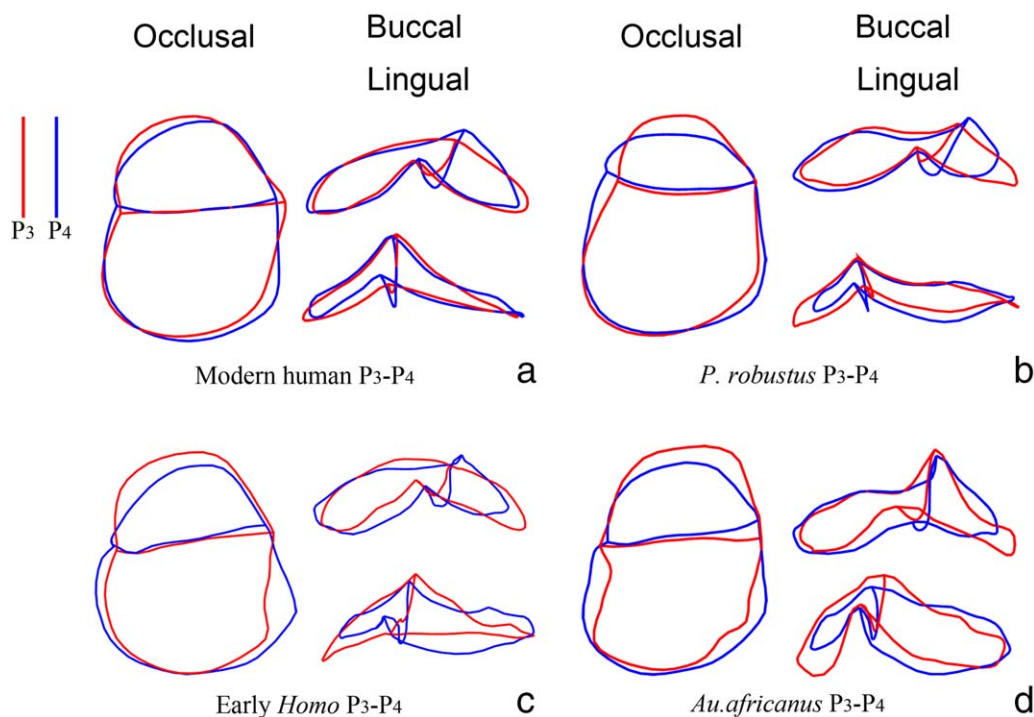 Occlusal
Buccal
Lingual
Occlusal
Buccal
Lingual
P3 P4
Modern human P3-P4
a
P. robustus P3-P4
b
Early Homo P3-P4
c
Au.africanus P3-P4
d